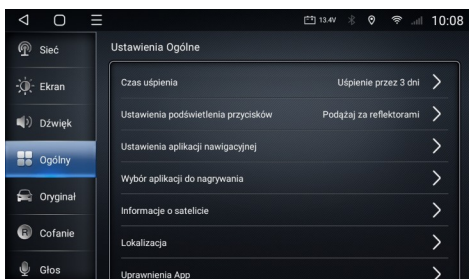 13.4V
10:08
Sieć
Ekran
Dźwięk
Ogólny
Oryginał
Cofanie
Głos
Ustawienia Ogólne
Czas uśpienia Uśpienie przez 3 dni
Ustawienia podświetlenia przycisków Podążaj za reflektorami
Ustawienia aplikacji nawigacyjnej
Wybór aplikacji do nagrywania
Informacje o satelicie
Lokalizacja
Uprawnienia App